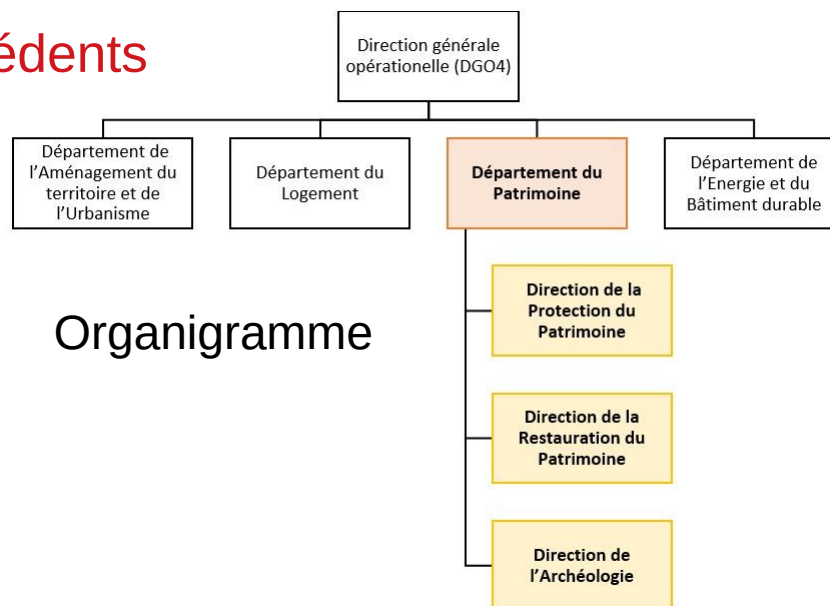 édents
Direction générale
opérationnelle (DGO4)
Département de
l'Aménagement du
territoire et de
l'Urbanisme
Département du
Logement
Département du
Patrimoine
Département de
l'Energie et du
Bâtiment durable
Organigramme
Direction de la
Protection du
Patrimoine
Direction de la
Restauration du
Patrimoine
Direction de
l'Archéologie